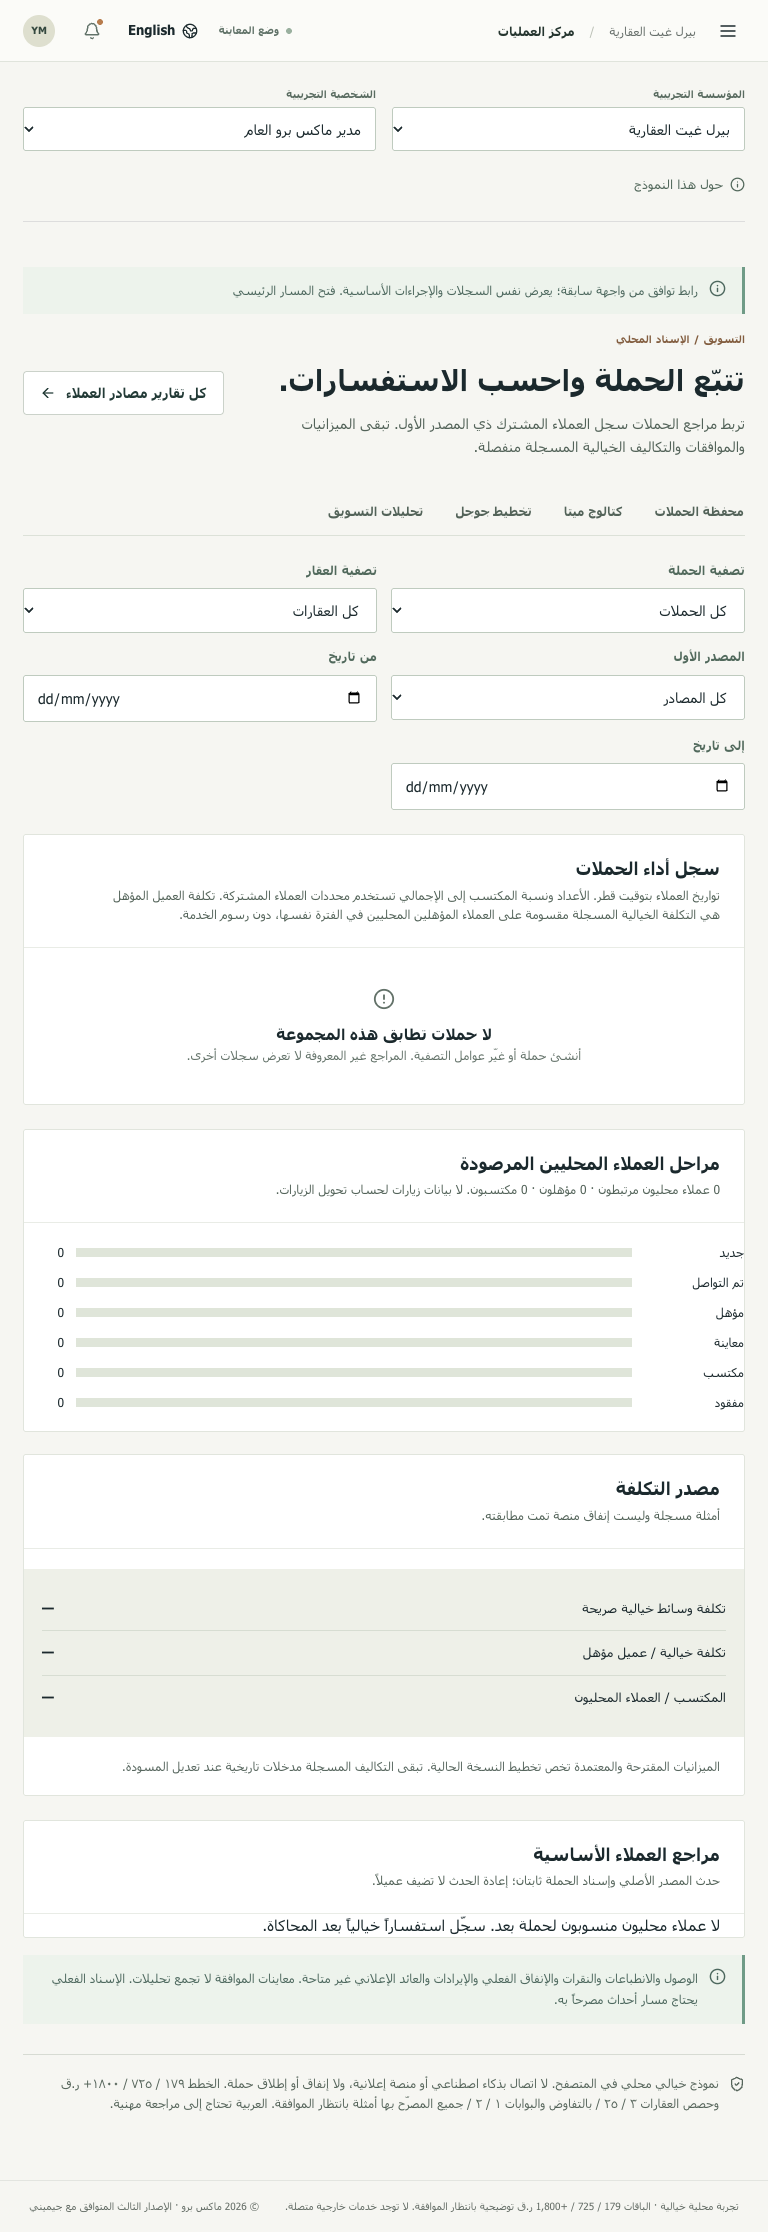 بيرل غيت العقارية / مركز العمليات
وضع المعاينة
English
YM
المؤسسة التجريبية
الشخصية التجريبية
بيرل غيت العقارية
مدير ماكس برو العام
حول هذا النموذج
رابط توافق من واجهة سابقة؛ يعرض نفس السجلات والإجراءات الأساسية. فتح المسار الرئيسي
التسويق / الإسناد المحلي
تتبّع الحملة واحسب الاستفسارات.
كل تقارير مصادر العملاء
تربط مراجع الحملات سجل العملاء المشترك ذي المصدر الأول. تبقى الميزانيات
والموافقات والتكاليف الخيالية المسجلة منفصلة.
محفظة الحملات
كتالوج ميتا
تخطيط جوجل
تحليلات التسويق
تصفية الحملة
تصفية العقار
كل الحملات
كل العقارات
المصدر الأول
من تاريخ
كل المصادر
dd/mm/yyyy
إلى تاريخ
dd/mm/yyyy
سجل أداء الحملات
تواريخ العملاء بتوقيت قطر. الأعداد ونسبة المكتسب إلى الإجمالي تستخدم محددات العملاء المشتركة. تكلفة العميل المؤهل
هي التكلفة الخيالية المسجلة مقسومة على العملاء المؤهلين المحليين في الفترة نفسها، دون رسوم الخدمة.
لا حملات تطابق هذه المجموعة
أنشئ حملة أو غيّر عوامل التصفية. المراجع غير المعروفة لا تعرض سجلات أخرى.
مراحل العملاء المحليين المرصودة
0 عملاء محليون مرتبطون · 0 مؤهلون · 0 مكتسبون. لا بيانات زيارات لحساب تحويل الزيارات.
جديد 0
تم التواصل 0
مؤهل 0
معاينة 0
مكتسب 0
مفقود 0
مصدر التكلفة
أمثلة مسجلة وليست إنفاق منصة تمت مطابقته.
تكلفة وسائط خيالية صريحة —
تكلفة خيالية / عميل مؤهل —
المكتسب / العملاء المحليون —
الميزانيات المقترحة والمعتمدة تخص تخطيط النسخة الحالية. تبقى التكاليف المسجلة مدخلات تاريخية عند تعديل المسودة.
مراجع العملاء الأساسية
حدث المصدر الأصلي وإسناد الحملة ثابتان؛ إعادة الحدث لا تضيف عميلاً.
لا عملاء محليون منسوبون لحملة بعد. سجّل استفساراً خيالياً بعد المحاكاة.
الوصول والانطباعات والنقرات والإنفاق الفعلي والإيرادات والعائد الإعلاني غير متاحة. معاينات الموافقة لا تجمع تحليلات. الإسناد الفعلي
يحتاج مسار أحداث مصرحاً به.
نموذج خيالي محلي في المتصفح. لا اتصال بذكاء اصطناعي أو منصة إعلانية، ولا إنفاق أو إطلاق حملة. الخطط ١٧٩ / ٧٢٥ / ١٨٠٠+ ر.ق
وحصص العقارات ٣ / ٢٥ / بالتفاوض والبوابات ١ / ٢ / جميع المصرّح بها أمثلة بانتظار الموافقة. العربية تحتاج إلى مراجعة مهنية.
تجربة محلية خيالية · الباقات 179 / 725 / +1,800 ر.ق توضيحية بانتظار الموافقة. لا توجد خدمات خارجية متصلة.
© 2026 ماكس برو · الإصدار الثالث المتوافق مع جيميني